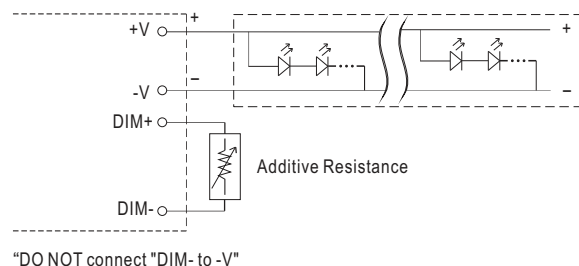 +V
+
+
-V
−
−
DIM+
Additive Resistance
DIM-
“DO NOT connect "DIM- to -V"